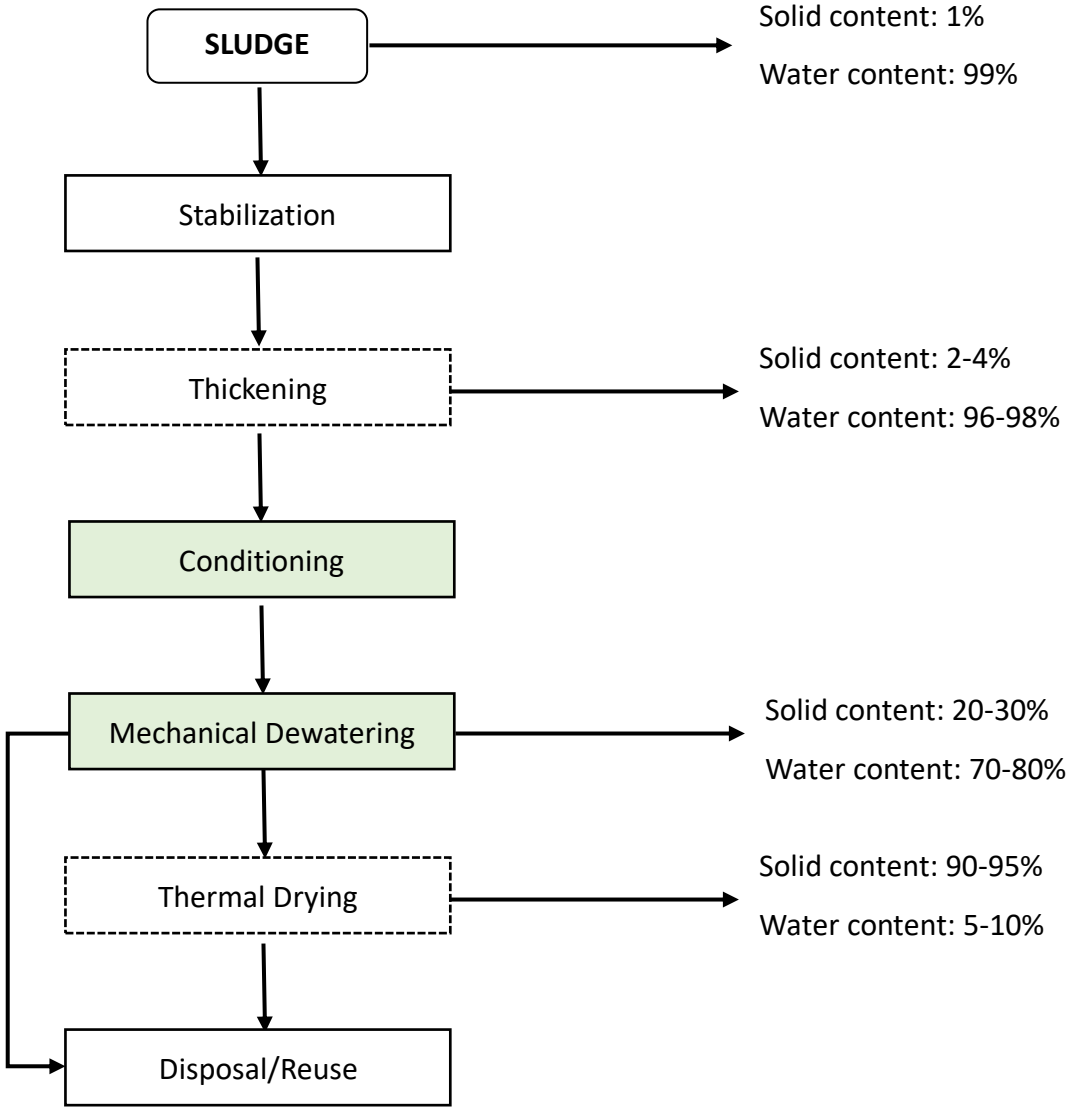 SLUDGE
Solid content: 1%
Water content: 99%
Stabilization
Thickening
Solid content: 2-4%
Water content: 96-98%
Conditioning
Mechanical Dewatering
Solid content: 20-30%
Water content: 70-80%
Thermal Drying
Solid content: 90-95%
Water content: 5-10%
Disposal/Reuse